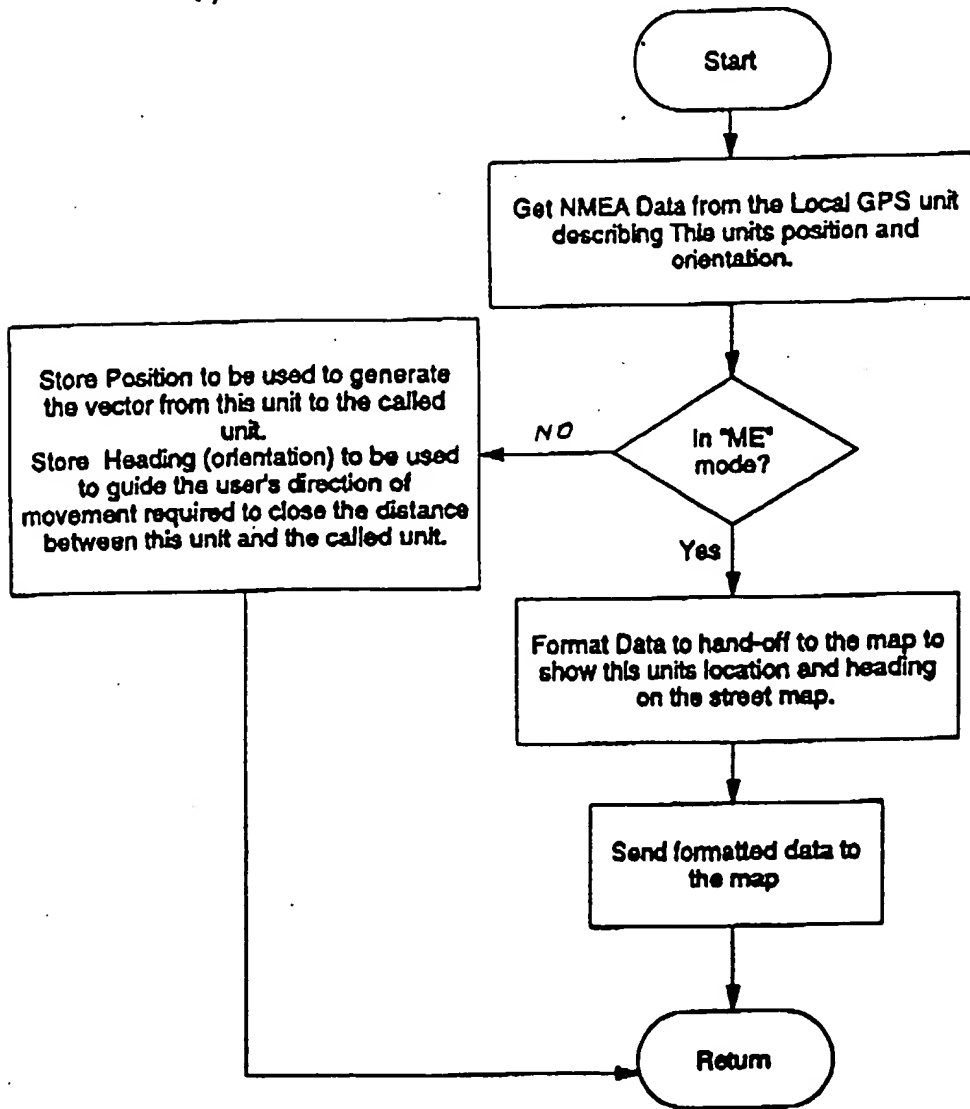 Start
Get NMEA Data from the Local GPS unit
describing This units position and
orientation.
In "ME"
mode?
NO
Store Position to be used to generate
the vector from this unit to the called
unit.
Store Heading (orientation) to be used
to guide the user's direction of
movement required to close the distance
between this unit and the called unit.
Yes
Format Data to hand-off to the map to
show this units location and heading
on the street map.
Send formatted data to
the map
Return